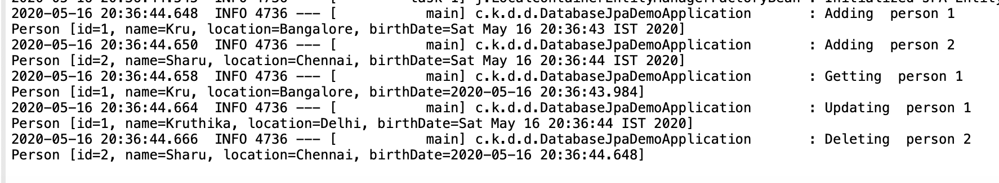 2020-05-16 20:36:44.648  INFO 4736 --- [           main] c.k.d.d.DatabaseJpaDemoApplication       : Adding  person 1
Person [id=1, name=Kru, location=Bangalore, birthDate=Sat May 16 20:36:43 IST 2020]
2020-05-16 20:36:44.650  INFO 4736 --- [           main] c.k.d.d.DatabaseJpaDemoApplication       : Adding  person 2
Person [id=2, name=Sharu, location=Chennai, birthDate=Sat May 16 20:36:44 IST 2020]
2020-05-16 20:36:44.658  INFO 4736 --- [           main] c.k.d.d.DatabaseJpaDemoApplication       : Getting  person 1
Person [id=1, name=Kru, location=Bangalore, birthDate=2020-05-16 20:36:43.984]
2020-05-16 20:36:44.664  INFO 4736 --- [           main] c.k.d.d.DatabaseJpaDemoApplication       : Updating  person 1
Person [id=1, name=Kruthika, location=Delhi, birthDate=Sat May 16 20:36:44 IST 2020]
2020-05-16 20:36:44.666  INFO 4736 --- [           main] c.k.d.d.DatabaseJpaDemoApplication       : Deleting  person 2
Person [id=2, name=Sharu, location=Chennai, birthDate=2020-05-16 20:36:44.648]